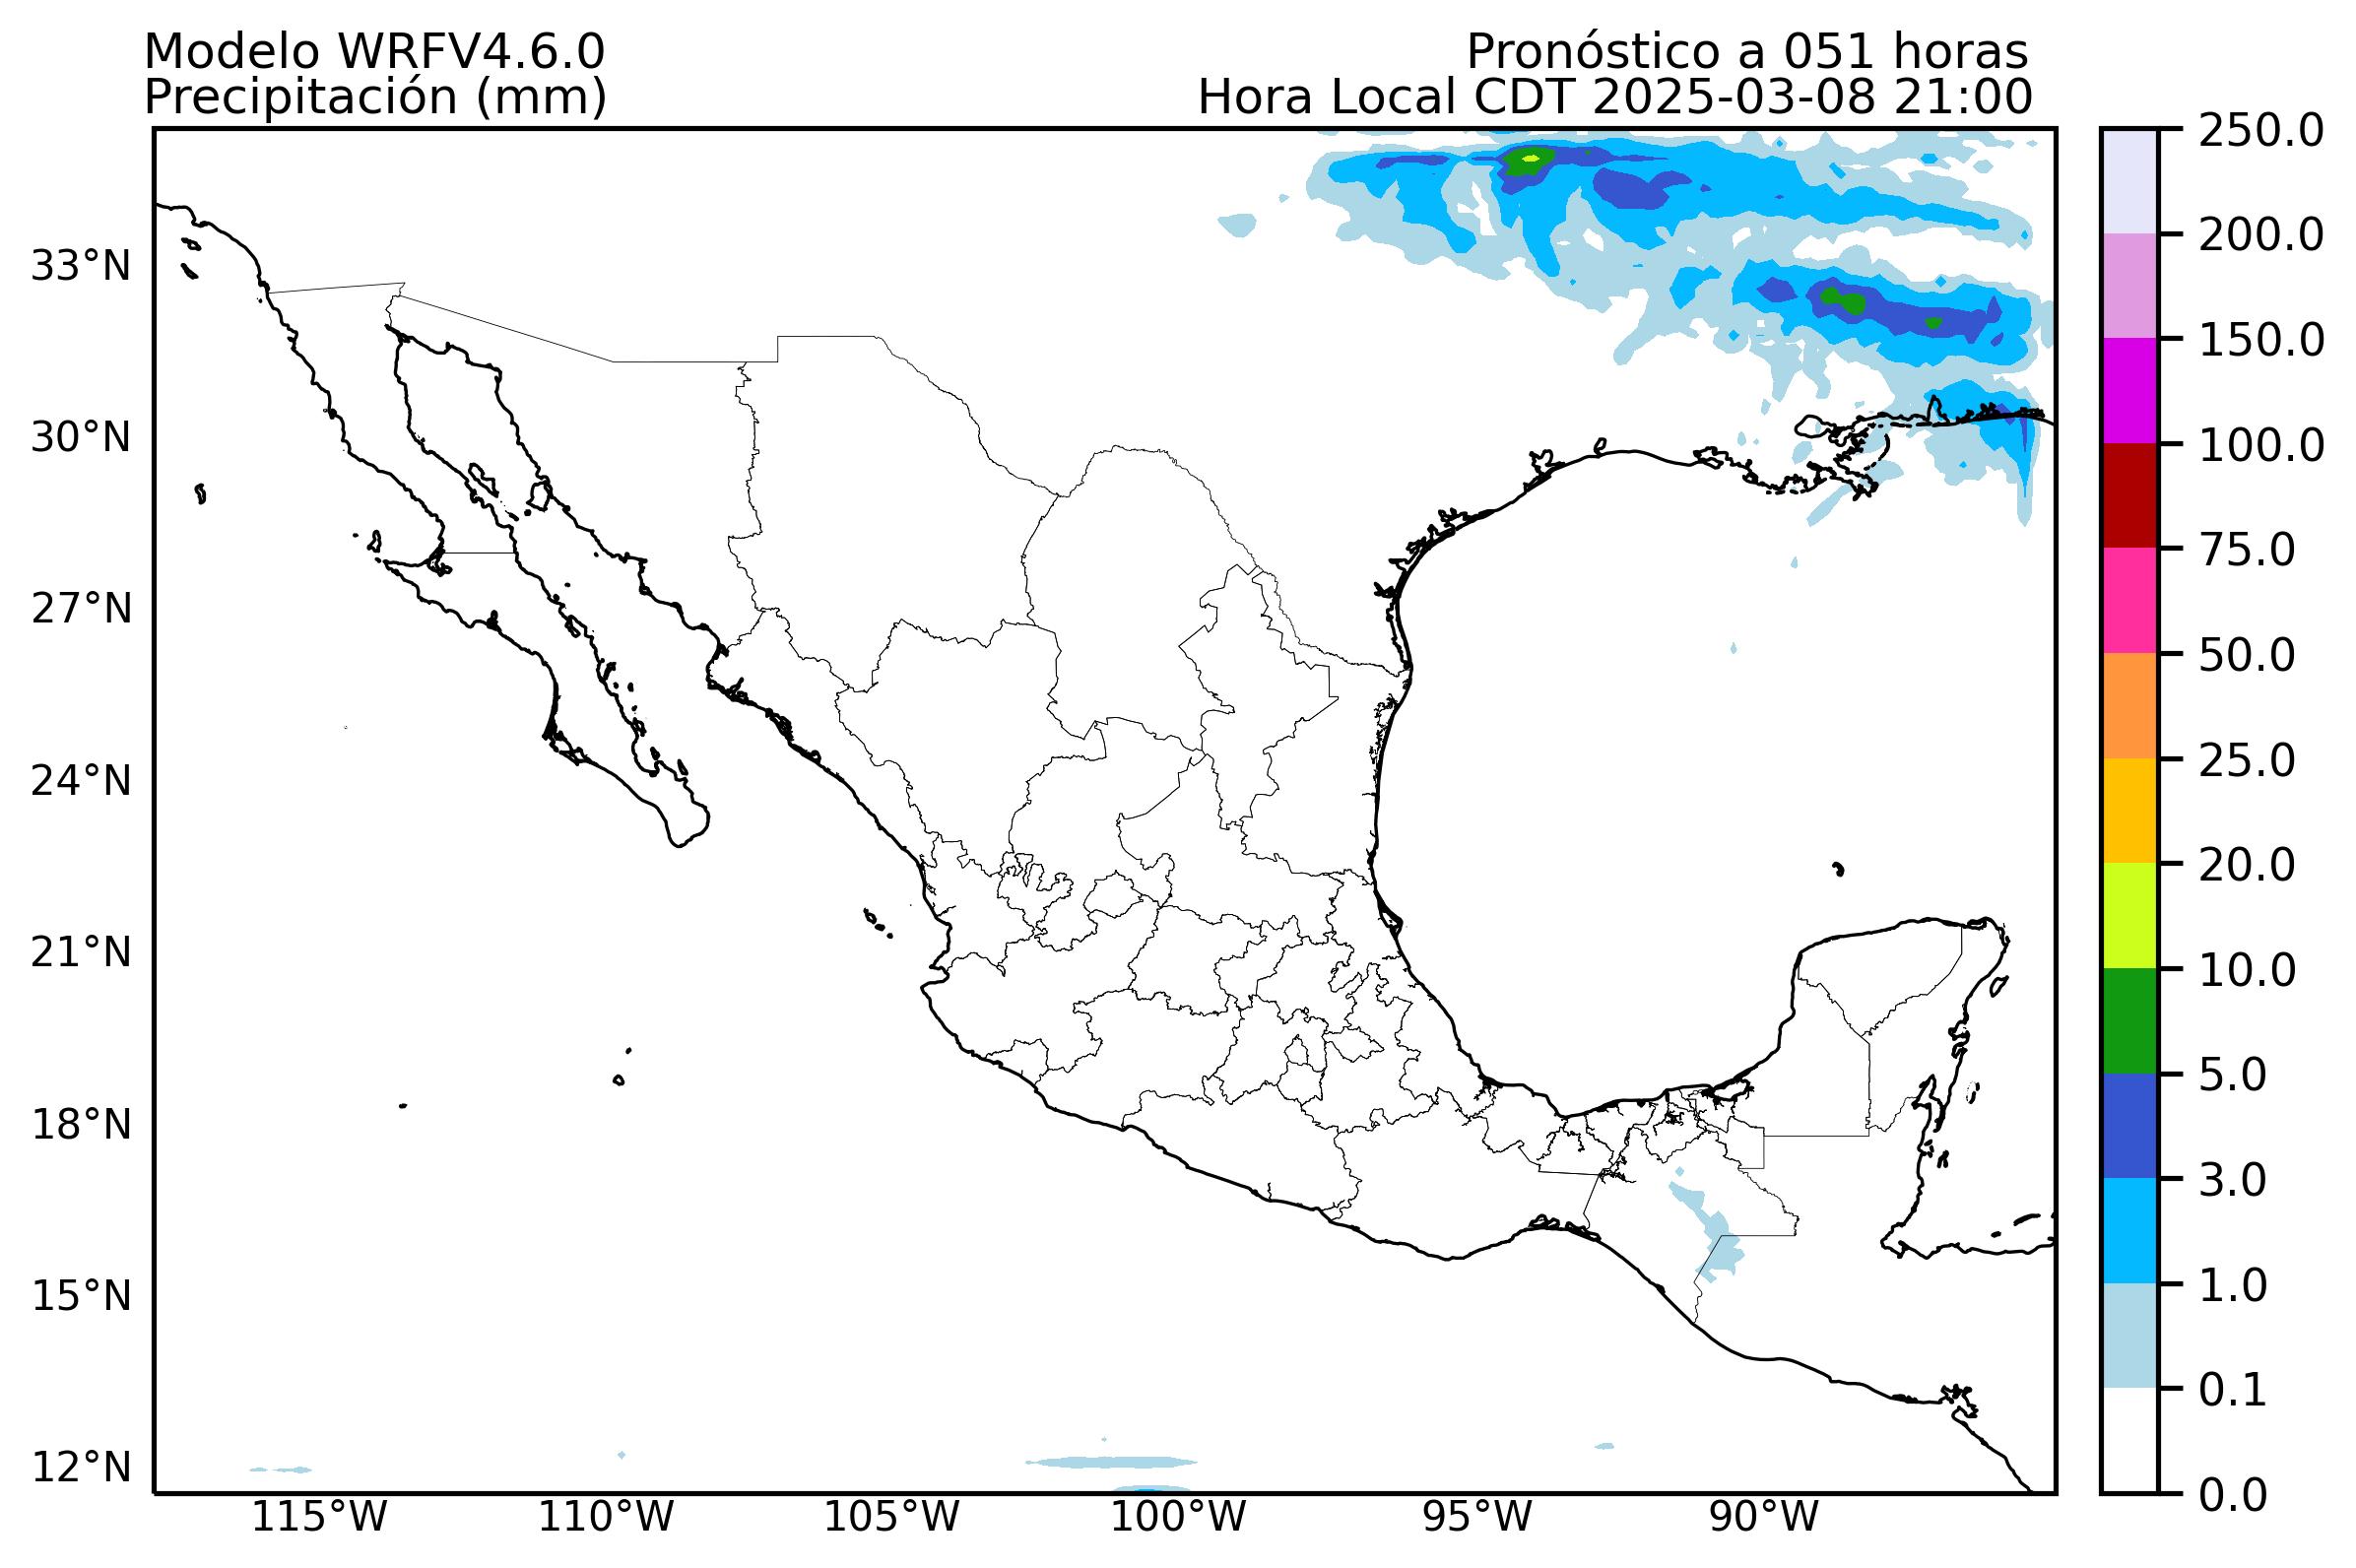 Modelo WRFV4.6.0
Precipitación (mm)
Pronóstico a 051 horas
Hora Local CDT 2025-03-08 21:00
33°N
30°N
27°N
24°N
21°N
18°N
15°N
12°N
115°W
110°W
105°W
100°W
95°W
90°W
250.0
200.0
150.0
100.0
75.0
50.0
25.0
20.0
10.0
5.0
3.0
1.0
0.1
0.0